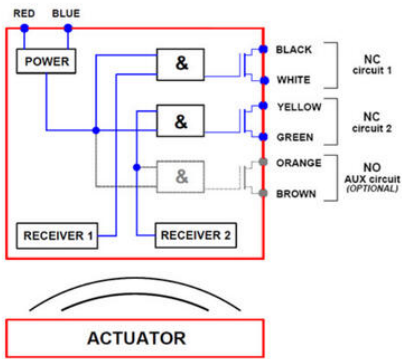 RED BLUE
POWER
&
BLACK
WHITE
NC
circuit 1
&
YELLOW
GREEN
NC
circuit 2
&
ORANGE
BROWN
NO
AUX circuit
(OPTIONAL)
RECEIVER 1 RECEIVER 2
ACTUATOR